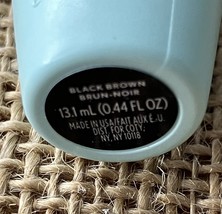 BLACK BROWN
BRUN-NOIR
13.1 mL (0.44 FL OZ)
MADE IN USA/FAIT AUX É.-U.
DIST. FOR COTY,
NY, NY 10118